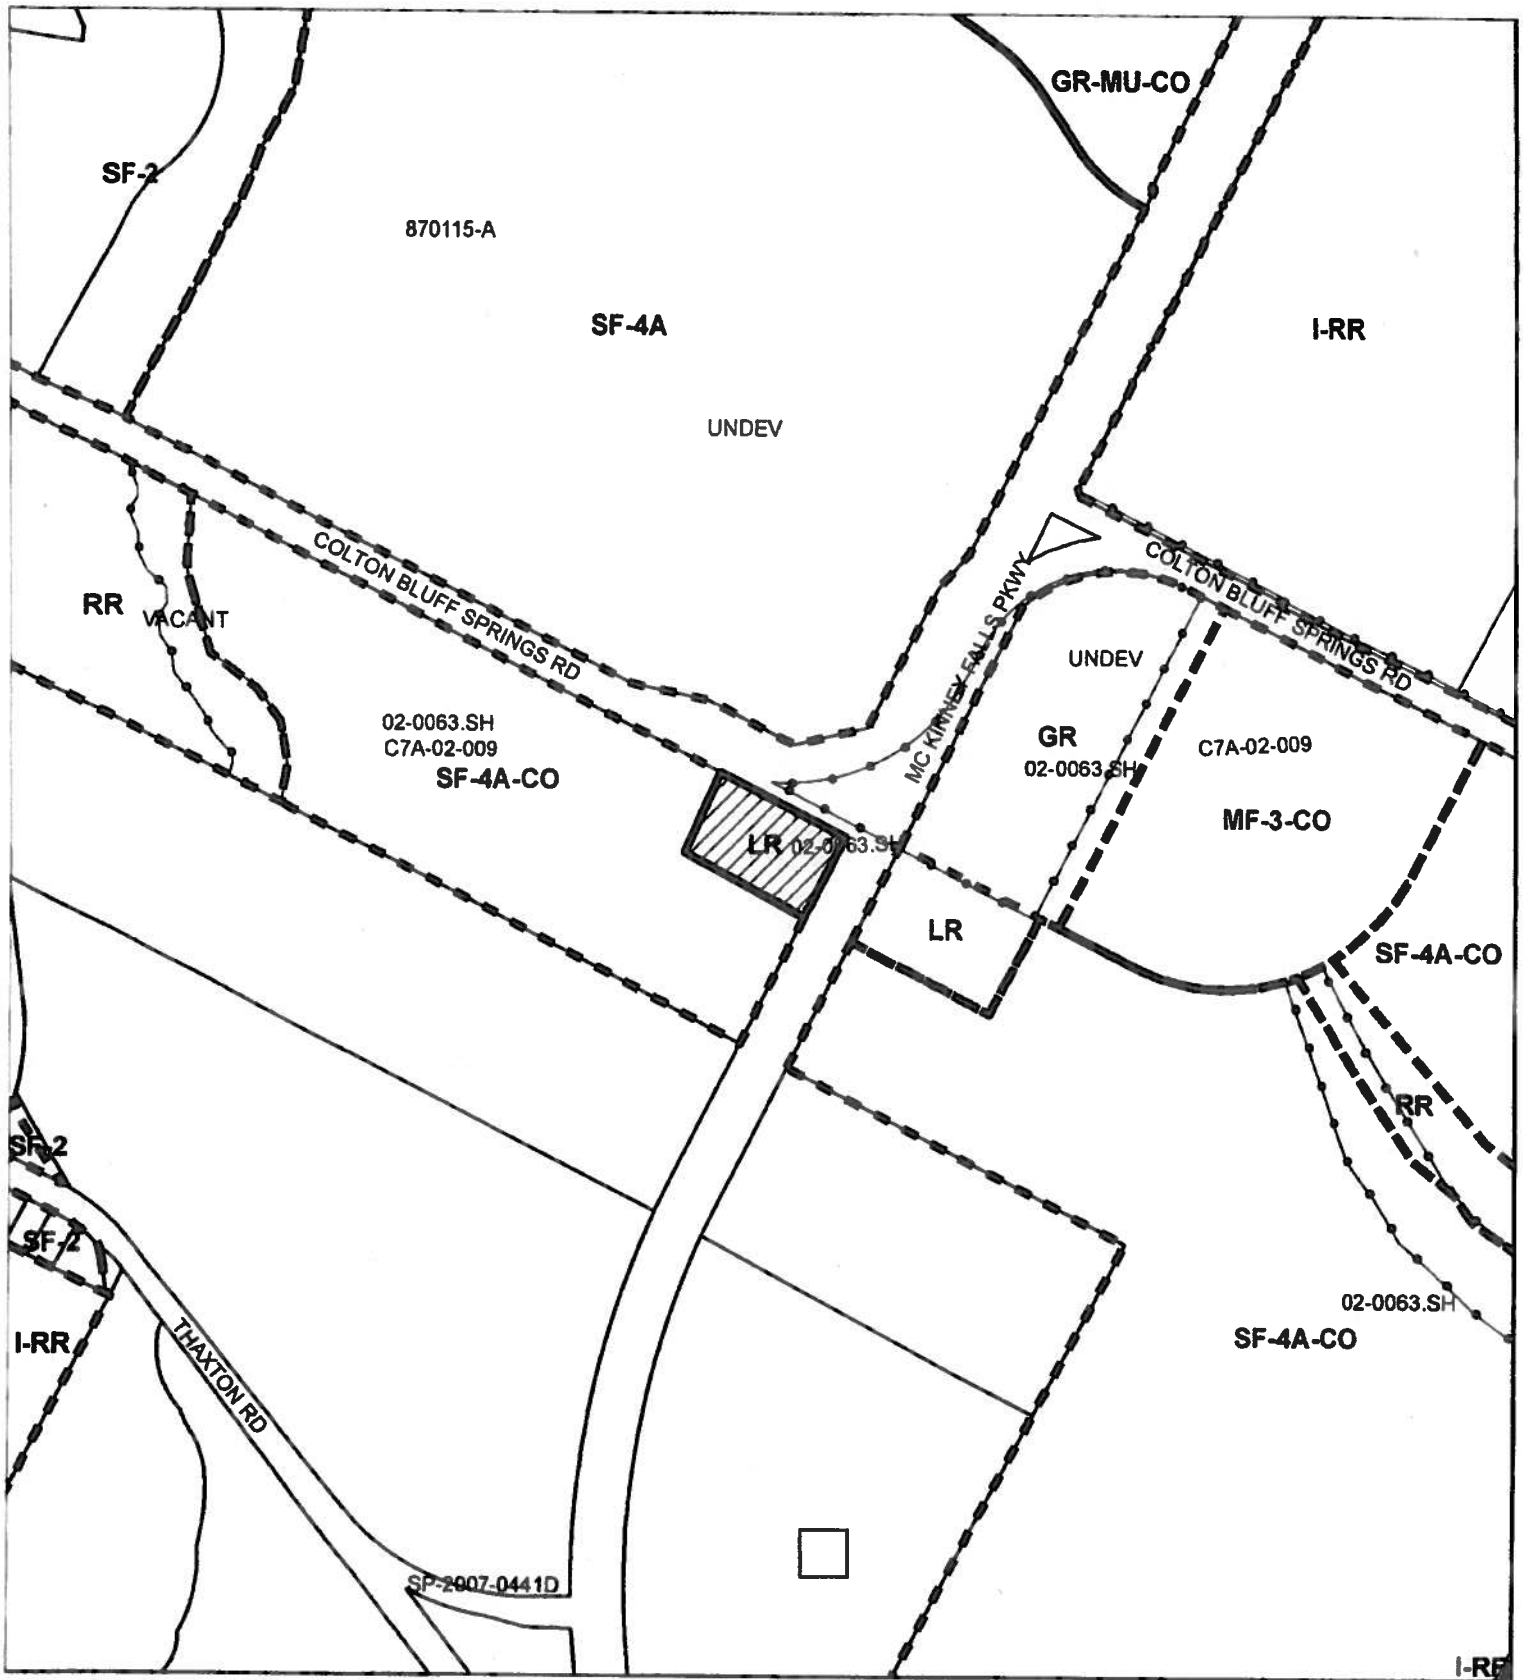 GR-MU-CO
SF-2
870115-A
SF-4A
I-RR
UNDEV
COLTON BLUFF SPRINGS RD
COLTON BLUFF SPRINGS RD
RR
VACANT
MC KINNEY FALLS PKWY
UNDEV
02-0063.SH
C7A-02-009
SF-4A-CO
GR
02-0063.SH
C7A-02-009
MF-3-CO
LR
02-0063.SH
LR
SF-4A-CO
RR
SF-2
SF-2
02-0063.SH
SF-4A-CO
I-RR
THAXTON RD
SP-2007-0441D